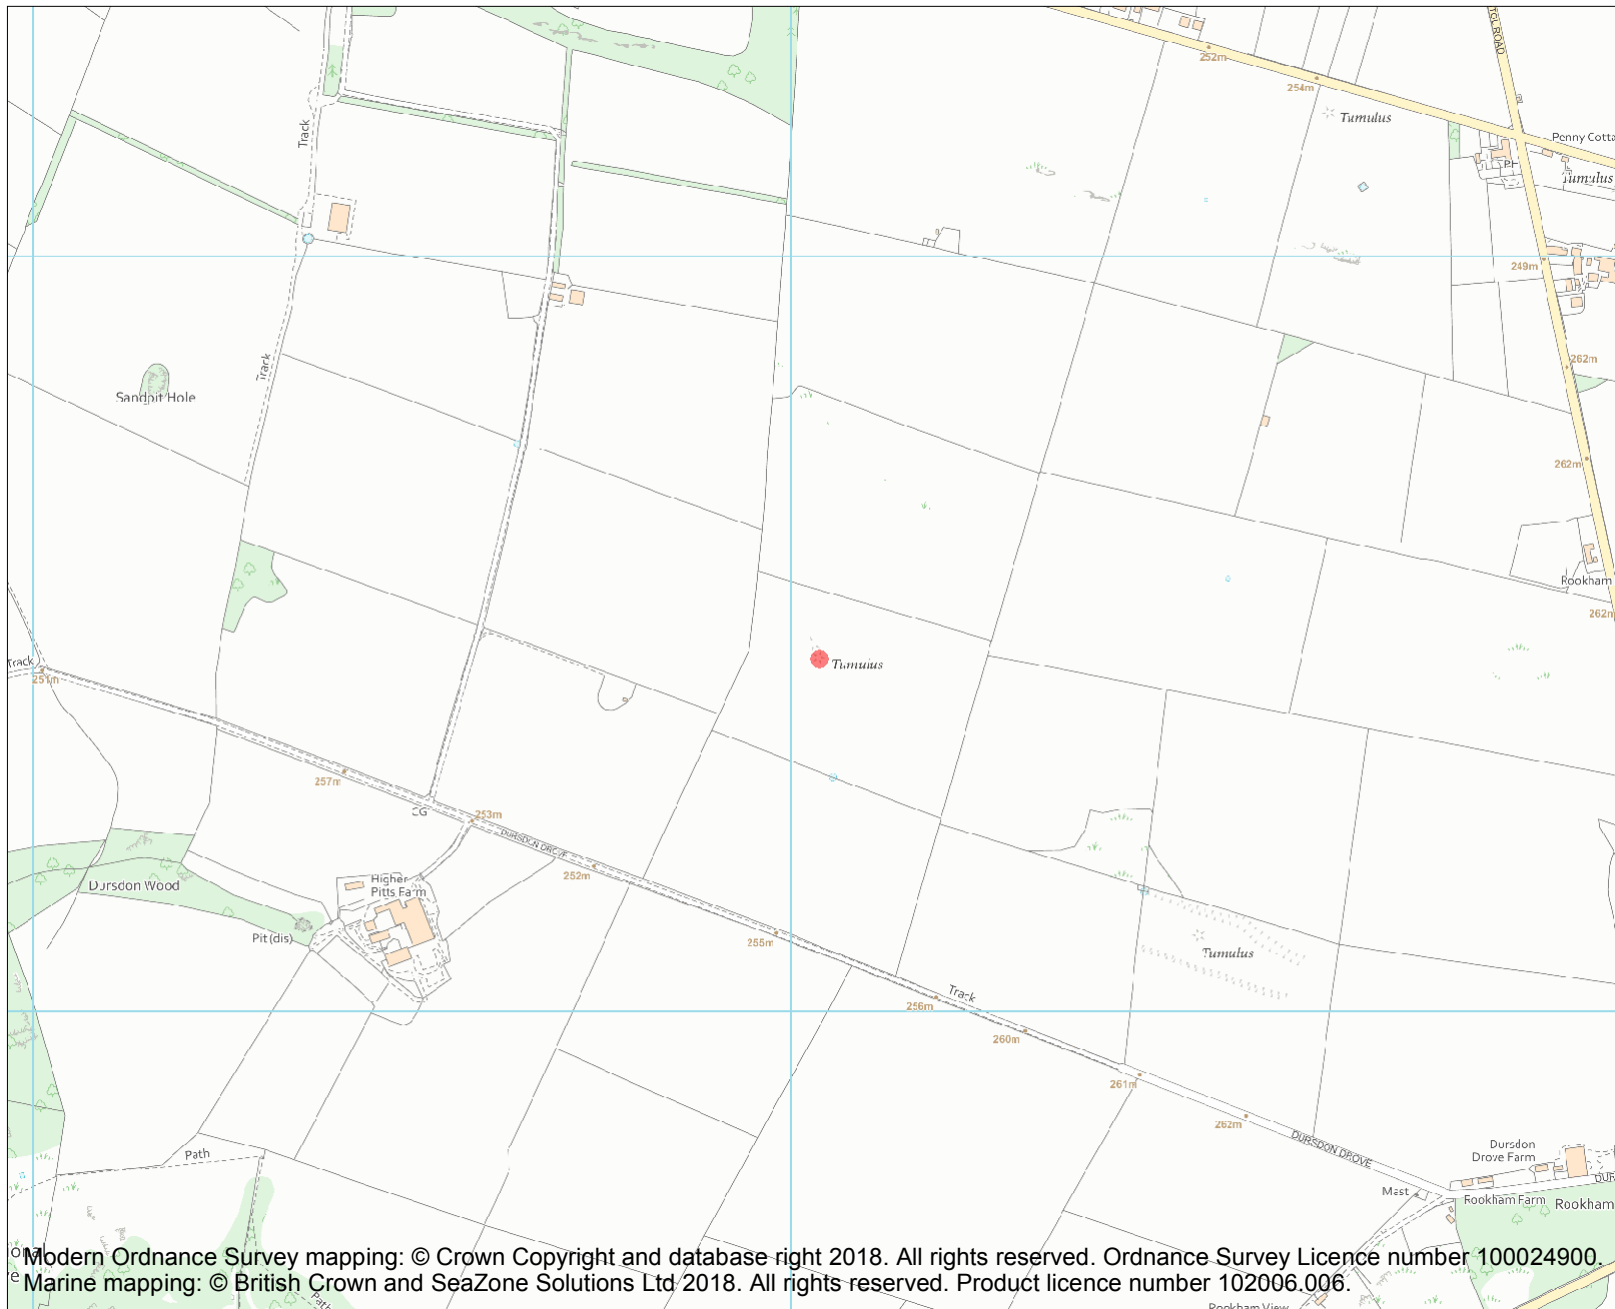 252m
254m
Tumulus
Penny Cotta
PH
Tumulus
Track
249m
262m
Track
Sandpit Hole
262m
Rookham
262m
Track
251m
Tumulus
257m
CG
253m
DURSDON DROVE
252m
Higher
Pitts Farm
Dursdon Wood
Pit (dis)
255m
Tumulus
Track
256m
260m
261m
262m
DURSDON DROVE
Dursdon
Drove Farm
Path
Mast
Rookham Farm
Rookham
DUR
Path
Rookham View
Modern Ordnance Survey mapping: © Crown Copyright and database right 2018. All rights reserved. Ordnance Survey Licence number 100024900.
Marine mapping: © British Crown and SeaZone Solutions Ltd 2018. All rights reserved. Product licence number 102006.006.